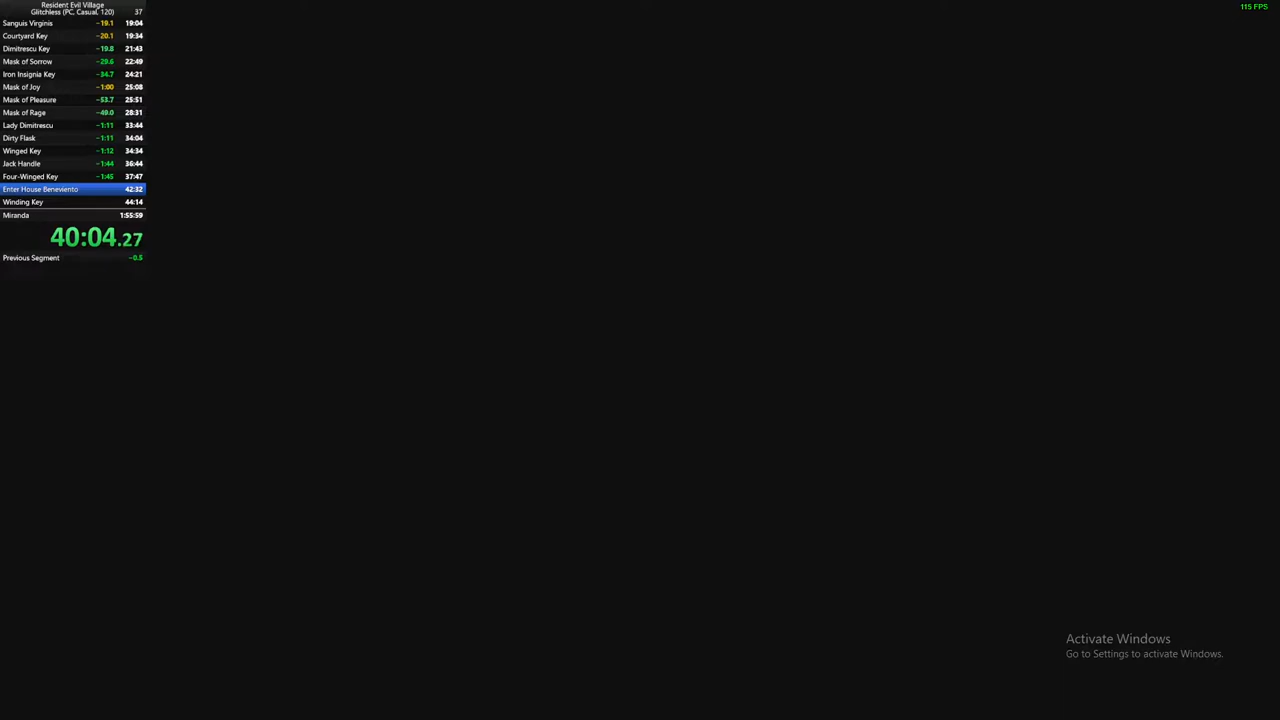 Resident Evil Village
Glitchless (PC, Casual, 120) 37
115 FPS
Sanguis Virginis -19.1 19:04
Courtyard Key -20.1 19:34
Dimitrescu Key -19.8 21:43
Mask of Sorrow -29.6 22:49
Iron Insignia Key -34.7 24:21
Mask of Joy -1:00 25:08
Mask of Pleasure -53.7 25:51
Mask of Rage -49.0 28:31
Lady Dimitrescu -1:11 33:44
Dirty Flask -1:11 34:04
Winged Key -1:12 34:34
Jack Handle -1:44 36:44
Four-Winged Key -1:45 37:47
Enter House Beneviento 42:32
Winding Key 44:14
Miranda 1:55:59
40:04.27
Previous Segment -0.5
Activate Windows
Go to Settings to activate Windows.